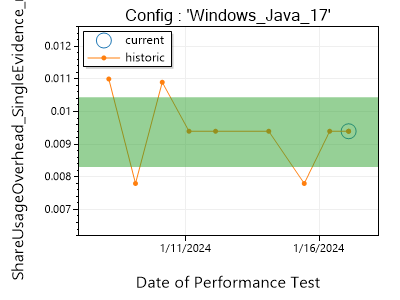 Config : 'Windows_Java_17'
current
historic
0.012
0.011
0.01
0.009
0.008
0.007
ShareUsageOverhead_SingleEvidence_
1/11/2024
1/16/2024
Date of Performance Test